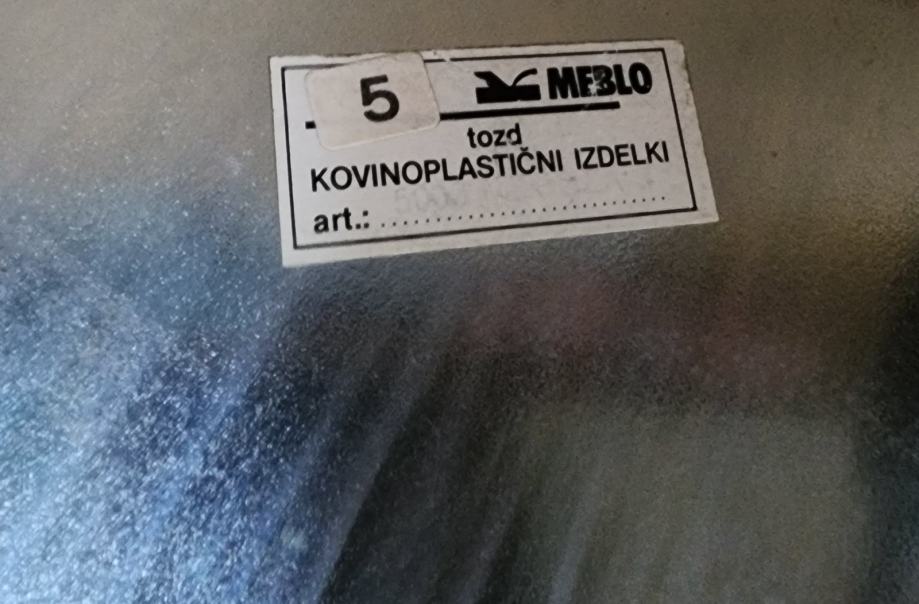 5
MEBLO
tozd
KOVINOPLASTIČNI IZDELKI
art.: ..............................